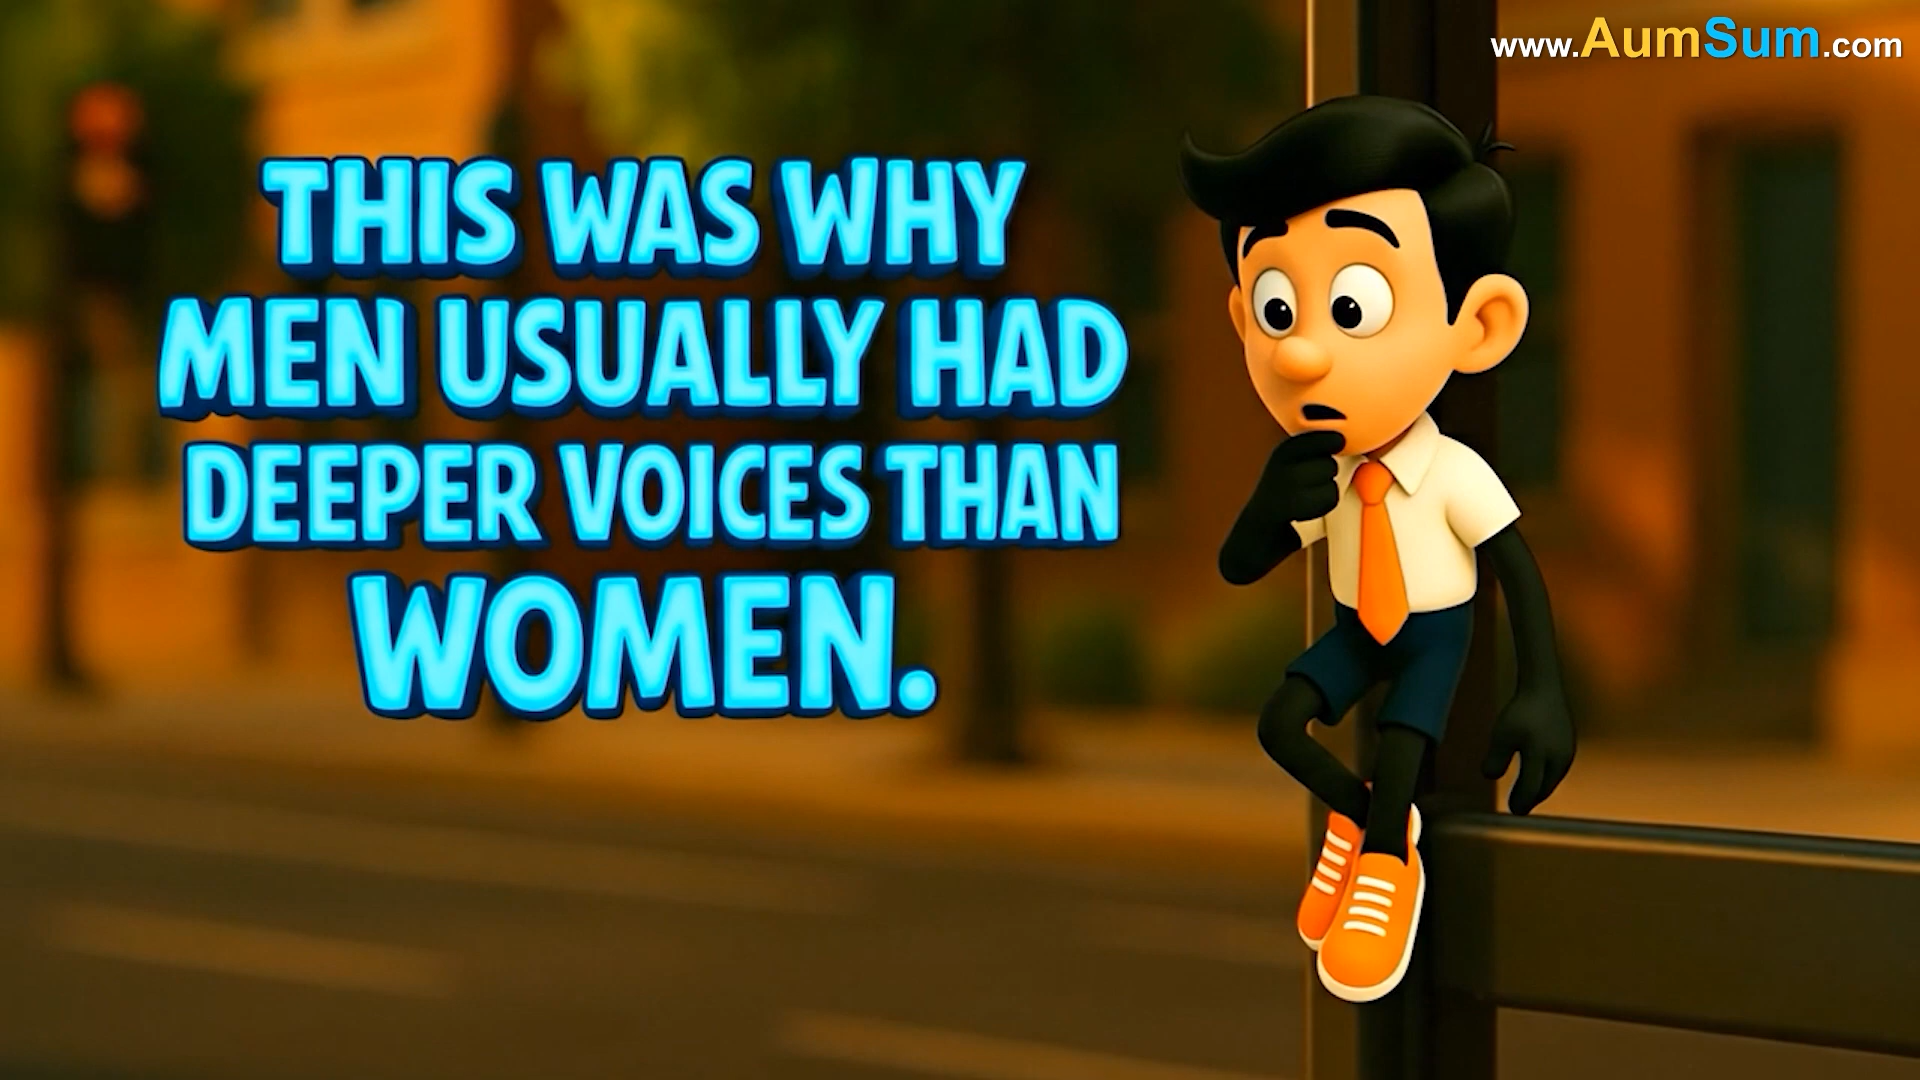 www.AumSum.com
THIS WAS WHY
MEN USUALLY HAD
DEEPER VOICES THAN
WOMEN.